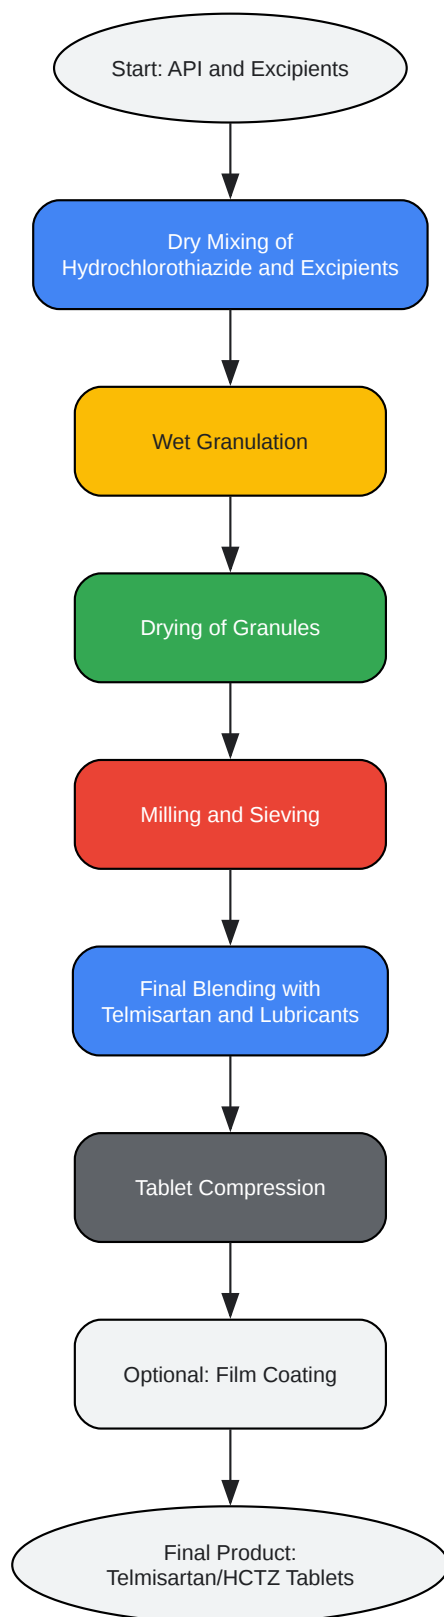 Start: API and Excipients
Dry Mixing of
Hydrochlorothiazide and Excipients
Wet Granulation
Drying of Granules
Milling and Sieving
Final Blending with
Telmisartan and Lubricants
Tablet Compression
Optional: Film Coating
Final Product:
Telmisartan/HCTZ Tablets